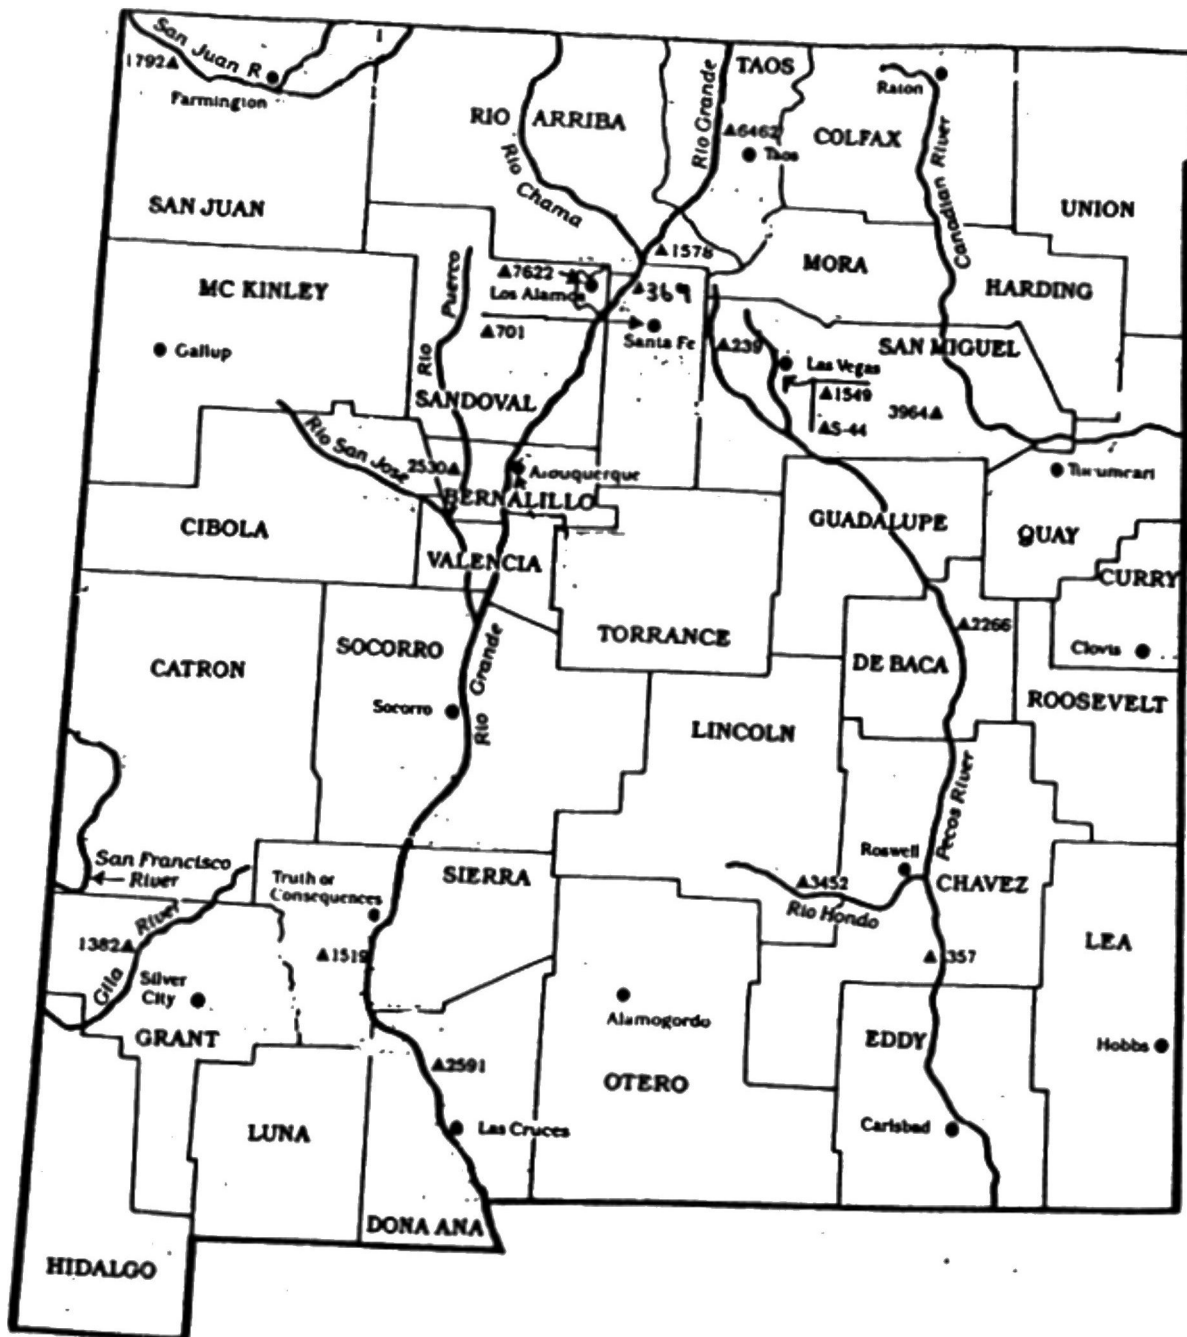 San Juan R
1792
Farmington
SAN JUAN
RIO ARRIBA
Rio Chama
Rio Grande
TAOS
6462
Taos
Raton
COLFAX
Canadian River
UNION
MC KINLEY
Gallup
Rio Puerco
7622
Los Alamos
1578
369
701
Santa Fe
MORA
HARDING
239
SAN MIGUEL
Las Vegas
1549
S-44
3964
SANDOVAL
Rio San Jose
2530
Albuquerque
BERNALILLO
Tucumcari
CIBOLA
VALENCIA
GUADALUPE
QUAY
CURRY
Clovis
CATRON
SOCORRO
Socorro
Rio Grande
TORRANCE
2266
DE BACA
ROOSEVELT
LINCOLN
Pecos River
San Francisco
River
Truth or
Consequences
SIERRA
Roswell
CHAVEZ
3452
Rio Hondo
Gila River
1382
1519
357
LEA
Silver
City
GRANT
Alamogordo
EDDY
Hobbs
2591
OTERO
LUNA
Las Cruces
Carlsbad
DONA ANA
HIDALGO